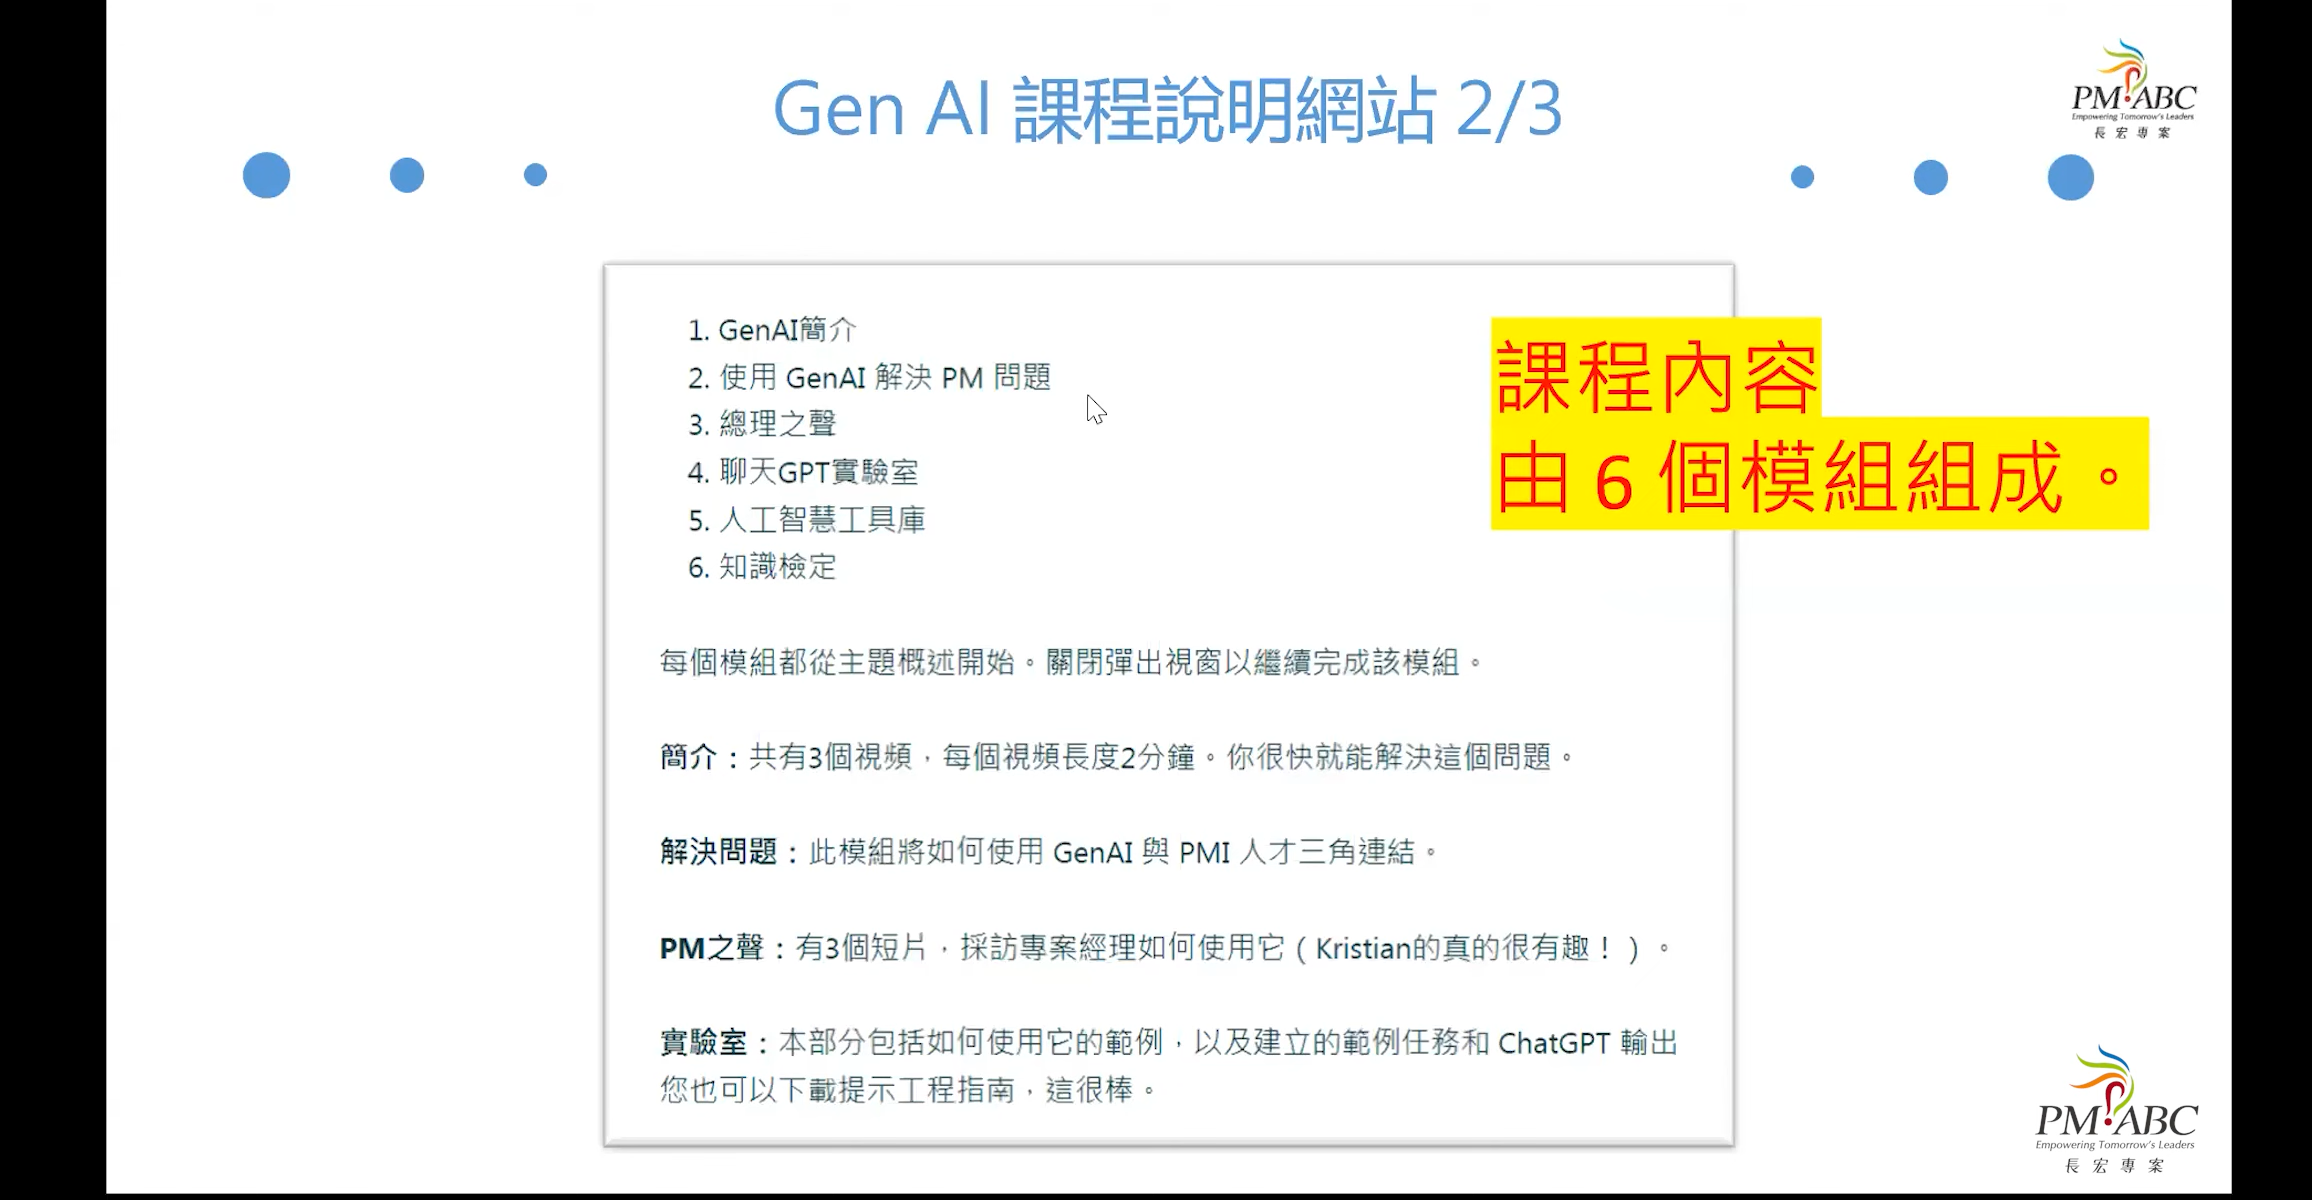 Gen AI 課程說明網站 2/3
PM ABC
Empowering Tomorrow's Leaders
長宏專案
1. GenAI簡介
2. 使用 GenAI 解決 PM 問題
3. 總理之聲
4. 聊天GPT實驗室
5. 人工智慧工具庫
6. 知識檢定
課程內容
由 6 個模組組成。
每個模組都從主題概述開始。關閉彈出視窗以繼續完成該模組。
簡介：共有3個視頻，每個視頻長度2分鐘。你很快就能解決這個問題。
解決問題：此模組將如何使用 GenAI 與 PMI 人才三角連結。
PM之聲：有3個短片，採訪專案經理如何使用它（Kristian的真的很有趣！）。
實驗室：本部分包括如何使用它的範例，以及建立的範例任務和 ChatGPT 輸出
您也可以下載提示工程指南，這很棒。
PM ABC
Empowering Tomorrow's Leaders
長宏專案